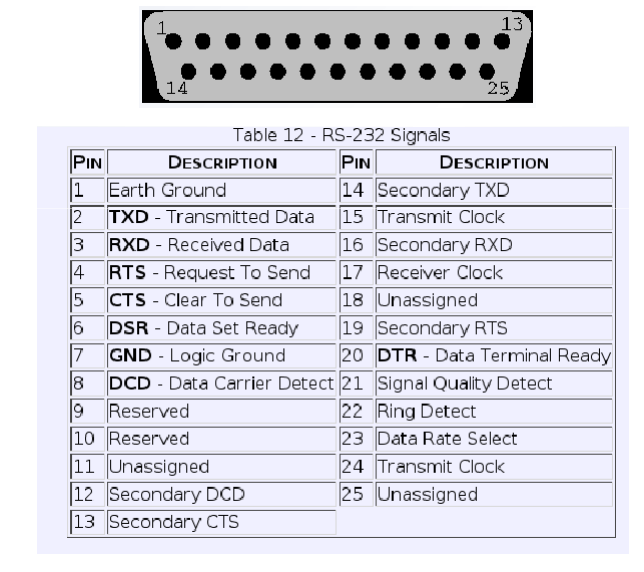 1 13
14 25
Table 12 - RS-232 Signals
PIN DESCRIPTION PIN DESCRIPTION
1 Earth Ground 14 Secondary TXD
2 TXD - Transmitted Data 15 Transmit Clock
3 RXD - Received Data 16 Secondary RXD
4 RTS - Request To Send 17 Receiver Clock
5 CTS - Clear To Send 18 Unassigned
6 DSR - Data Set Ready 19 Secondary RTS
7 GND - Logic Ground 20 DTR - Data Terminal Ready
8 DCD - Data Carrier Detect 21 Signal Quality Detect
9 Reserved 22 Ring Detect
10 Reserved 23 Data Rate Select
11 Unassigned 24 Transmit Clock
12 Secondary DCD 25 Unassigned
13 Secondary CTS